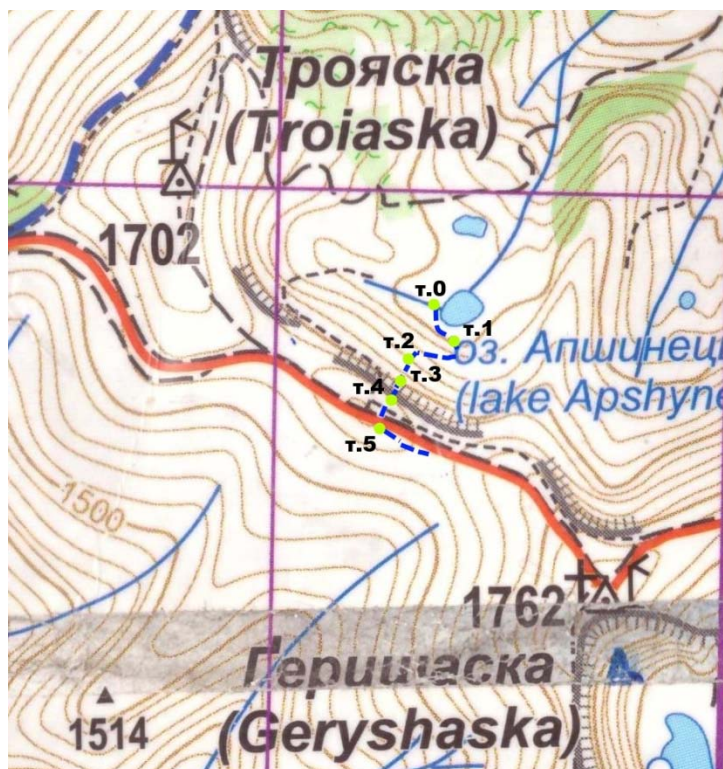 Трояска
(Troiaska)
1702
т.0
т.1
т.2
оз. Апшинец
т.3
(lake Apshyne
т.4
т.5
1500
1762
Геришаска
1514
(Geryshaska)